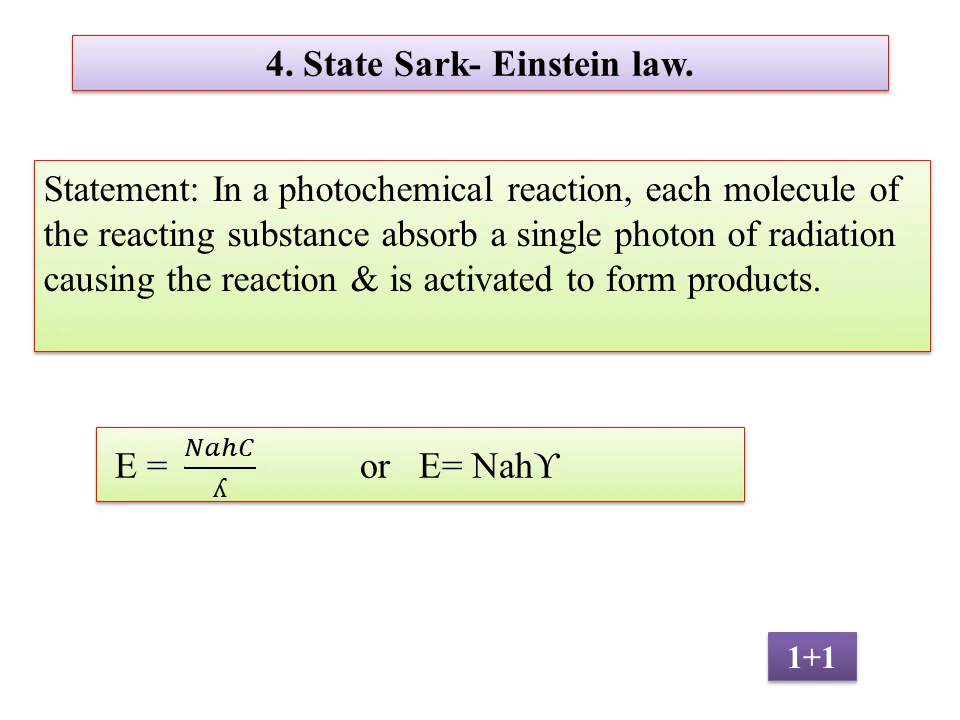 4. State Sark- Einstein law.
Statement: In a photochemical reaction, each molecule of
the reacting substance absorb a single photon of radiation
causing the reaction & is activated to form products.
E = NahC/ʎ or E= Nahϒ
1+1